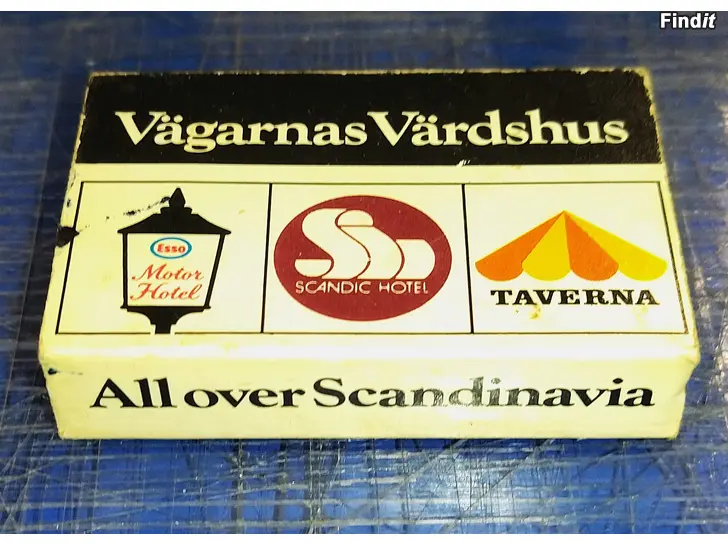 Findit
Vägarnas Värdshus
Esso
Motor
Hotel
SCANDIC HOTEL
TAVERNA
All over Scandinavia